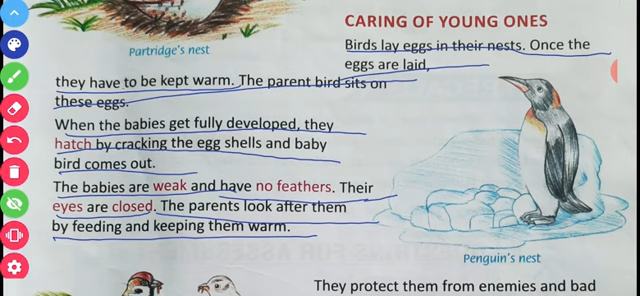 CARING OF YOUNG ONES
Partridge's nest
Birds lay eggs in their nests. Once the
eggs are laid,
they have to be kept warm. The parent bird sits on
these eggs.
When the babies get fully developed, they
hatch by cracking the egg shells and baby
bird comes out.
The babies are weak and have no feathers. Their
eyes are closed. The parents look after them
by feeding and keeping them warm.
Penguin's nest
They protect them from enemies and bad